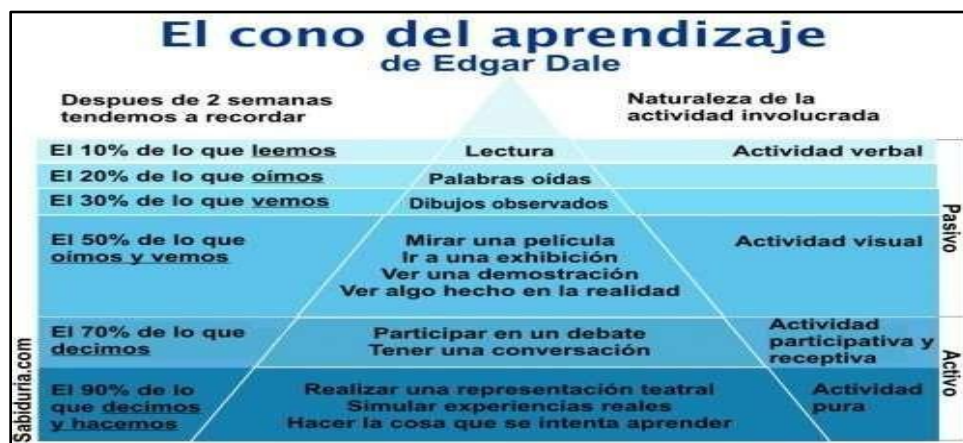 El cono del aprendizaje
de Edgar Dale
Despues de 2 semanas
tendemos a recordar
Naturaleza de la
actividad involucrada
El 10% de lo que leemos
Lectura
Actividad verbal
El 20% de lo que oímos
Palabras oidas
El 30% de lo que vemos
Dibujos observados
El 50% de lo que
oímos y vemos
Mirar una película
Ir a una exhibición
Ver una demostración
Ver algo hecho en la realidad
Actividad visual
Pasivo
El 70% de lo que
decimos
Participar en un debate
Tener una conversación
Actividad
participativa y
receptiva
El 90% de lo
que decimos
y hacemos
Realizar una representación teatral
Simular experiencias reales
Hacer la cosa que se intenta aprender
Actividad
pura
Activo
Sabiduria.com